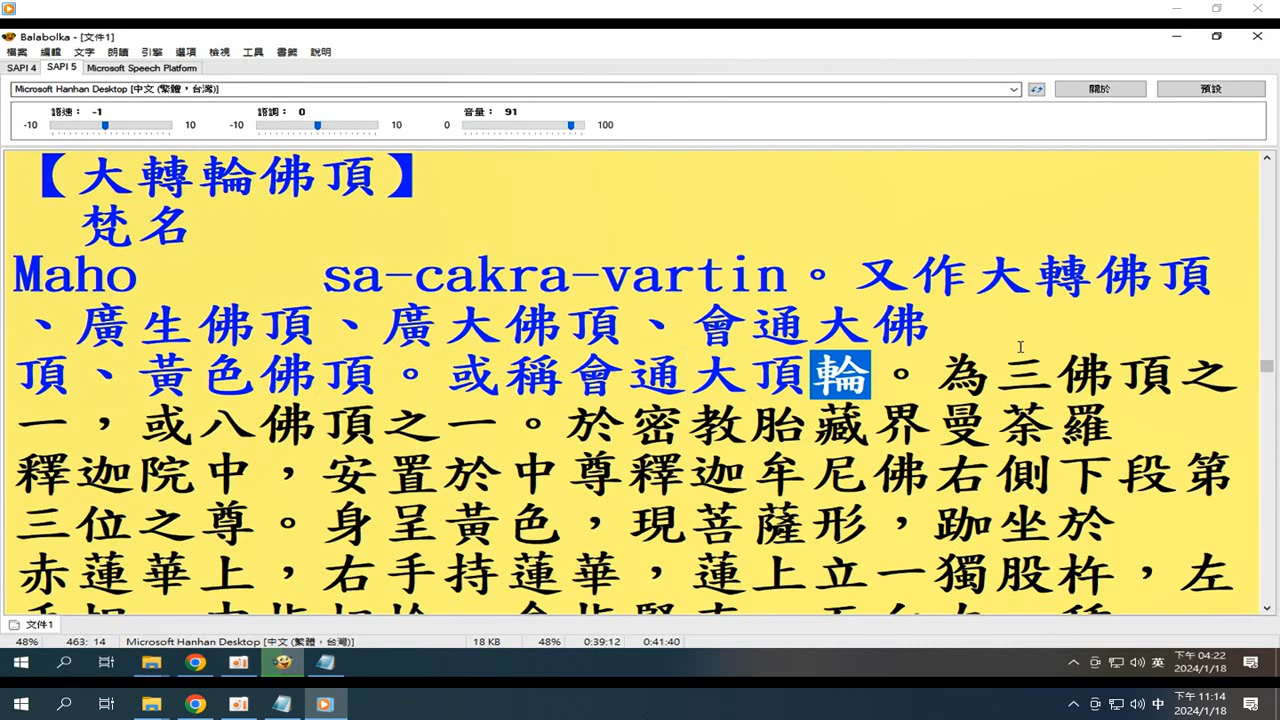 Balabolka - [文件1]
檔案 編輯 文字 朗讀 引擎 選項 檢視 工具 書籤 說明
SAPI 4 SAPI 5 Microsoft Speech Platform
Microsoft Hanhan Desktop [中文 (繁體，台灣)] 關於 預設
語速： -1 語調： 0 音量： 91
-10 10 -10 10 0 100
【大轉輪佛頂】
梵名
Maho sa-cakra-vartin。又作大轉佛頂
、廣生佛頂、廣大佛頂、會通大佛
頂、黃色佛頂。或稱會通大頂輪。為三佛頂之
一，或八佛頂之一。於密教胎藏界曼荼羅
釋迦院中，安置於中尊釋迦牟尼佛右側下段第
三位之尊。身呈黃色，現菩薩形，跏坐於
赤蓮華上，右手持蓮華，蓮上立一獨股杵，左
文件1
48% 463: 14 Microsoft Hanhan Desktop [中文 (繁體，台灣)] 18 KB 48% 0:39:12 0:41:40
英 下午 04:22
2024/1/18
中 下午 11:14
2024/1/18